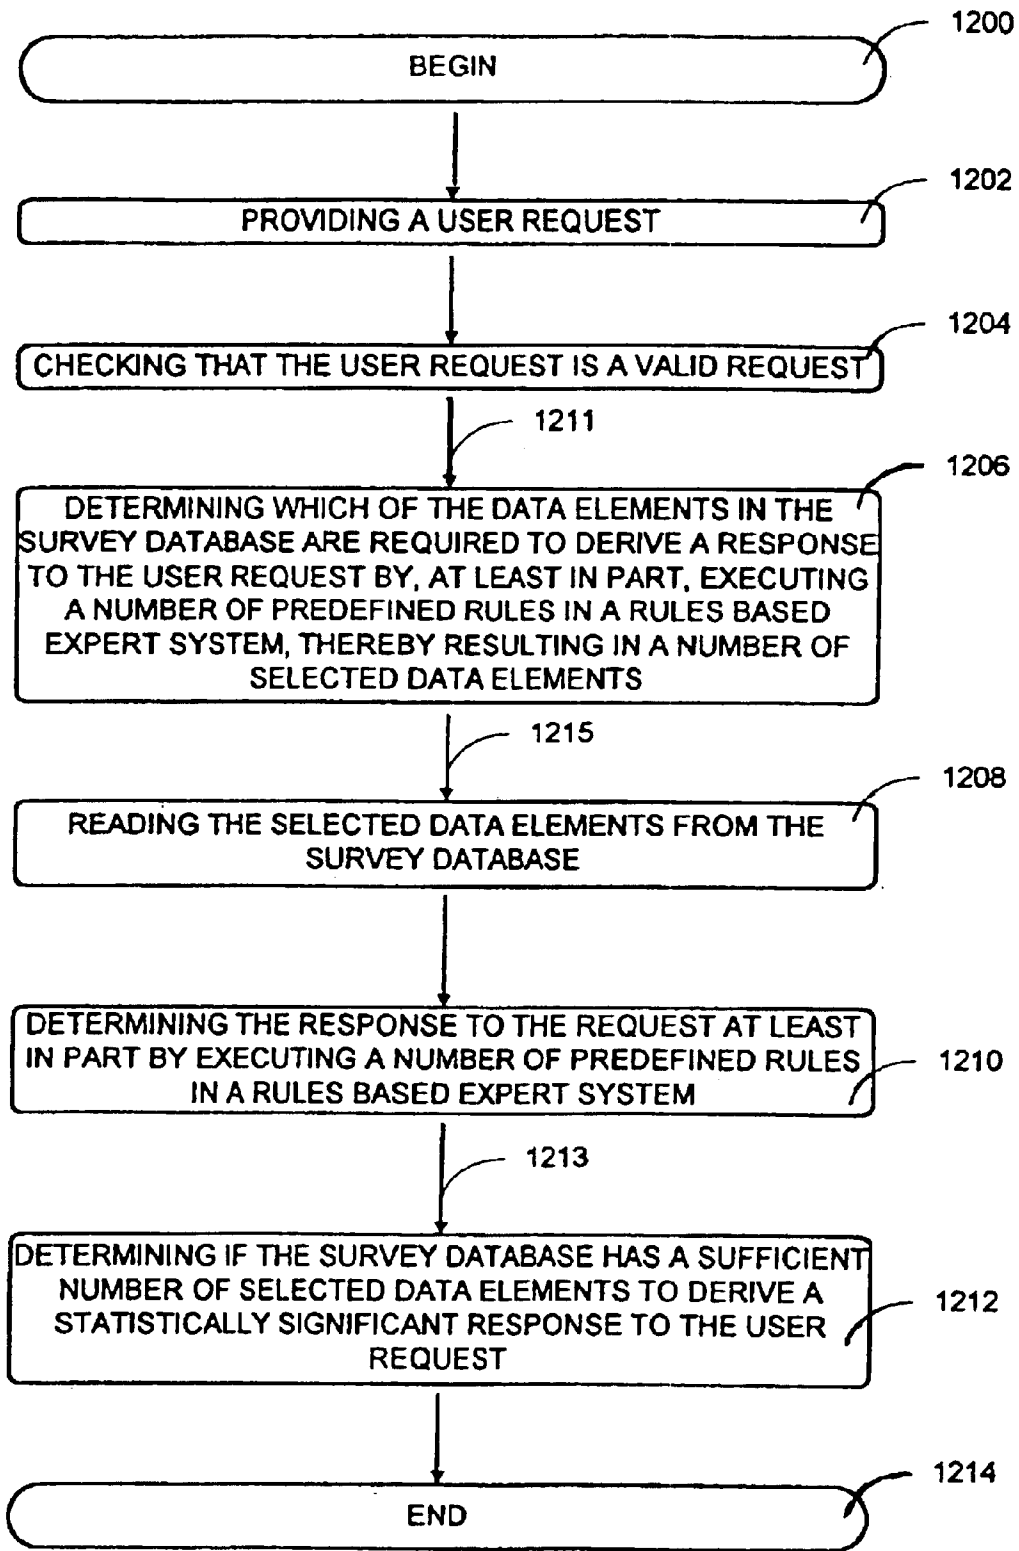 1200
BEGIN
1202
PROVIDING A USER REQUEST
1204
CHECKING THAT THE USER REQUEST IS A VALID REQUEST
1211
1206
DETERMINING WHICH OF THE DATA ELEMENTS IN THE
SURVEY DATABASE ARE REQUIRED TO DERIVE A RESPONSE
TO THE USER REQUEST BY, AT LEAST IN PART, EXECUTING
A NUMBER OF PREDEFINED RULES IN A RULES BASED
EXPERT SYSTEM, THEREBY RESULTING IN A NUMBER OF
SELECTED DATA ELEMENTS
1215
1208
READING THE SELECTED DATA ELEMENTS FROM THE
SURVEY DATABASE
DETERMINING THE RESPONSE TO THE REQUEST AT LEAST
IN PART BY EXECUTING A NUMBER OF PREDEFINED RULES
IN A RULES BASED EXPERT SYSTEM
1210
1213
DETERMINING IF THE SURVEY DATABASE HAS A SUFFICIENT
NUMBER OF SELECTED DATA ELEMENTS TO DERIVE A
STATISTICALLY SIGNIFICANT RESPONSE TO THE USER
REQUEST
1212
1214
END